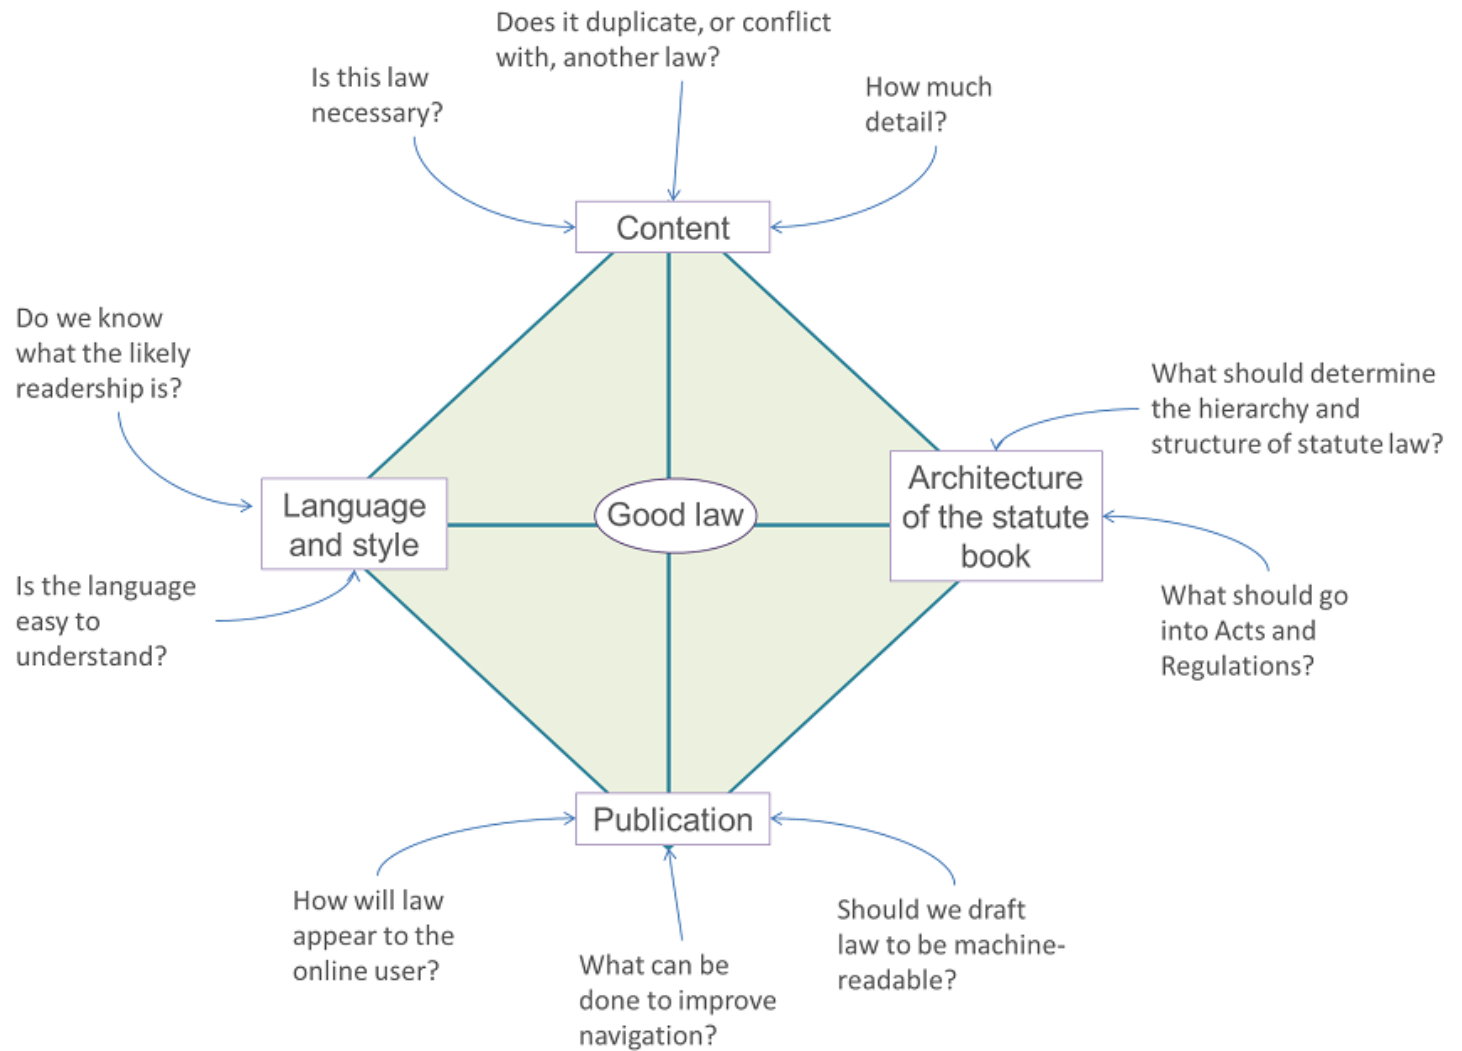 Does it duplicate, or conflict
with, another law?
Is this law
necessary?
How much
detail?
Content
Do we know
what the likely
readership is?
What should determine
the hierarchy and
structure of statute law?
Language
and style
Good law
Architecture
of the statute
book
Is the language
easy to
understand?
What should go
into Acts and
Regulations?
Publication
How will law
appear to the
online user?
What can be
done to improve
navigation?
Should we draft
law to be machine-
readable?